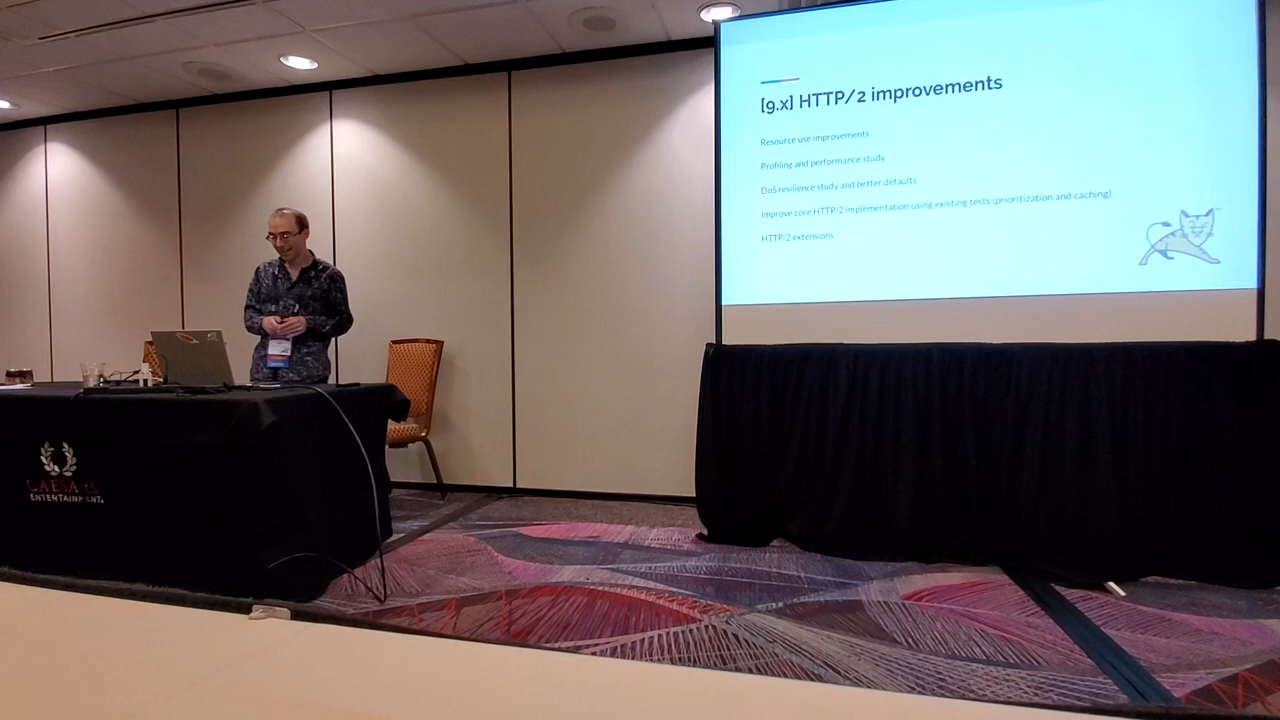 [9.x] HTTP/2 improvements
Resource use improvements
Profiling and performance study
DoS resilience study and better defaults
Improve core HTTP/2 implementation using existing tests (prioritization and caching)
HTTP/2 extensions
ENTERTAINMENT